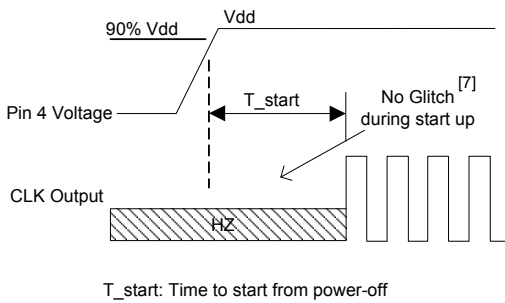 90% Vdd
Vdd
T_start
No Glitch [7]
during start up
Pin 4 Voltage
CLK Output
HZ
T_start: Time to start from power-off